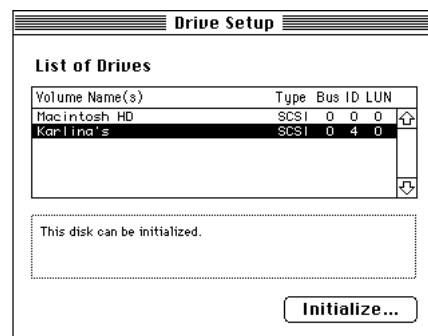 Drive Setup
List of Drives
Volume Name(s) Type Bus ID LUN
Macintosh HD SCSI 0 0 0
Karlina's SCSI 0 4 0
This disk can be initialized.
Initialize...